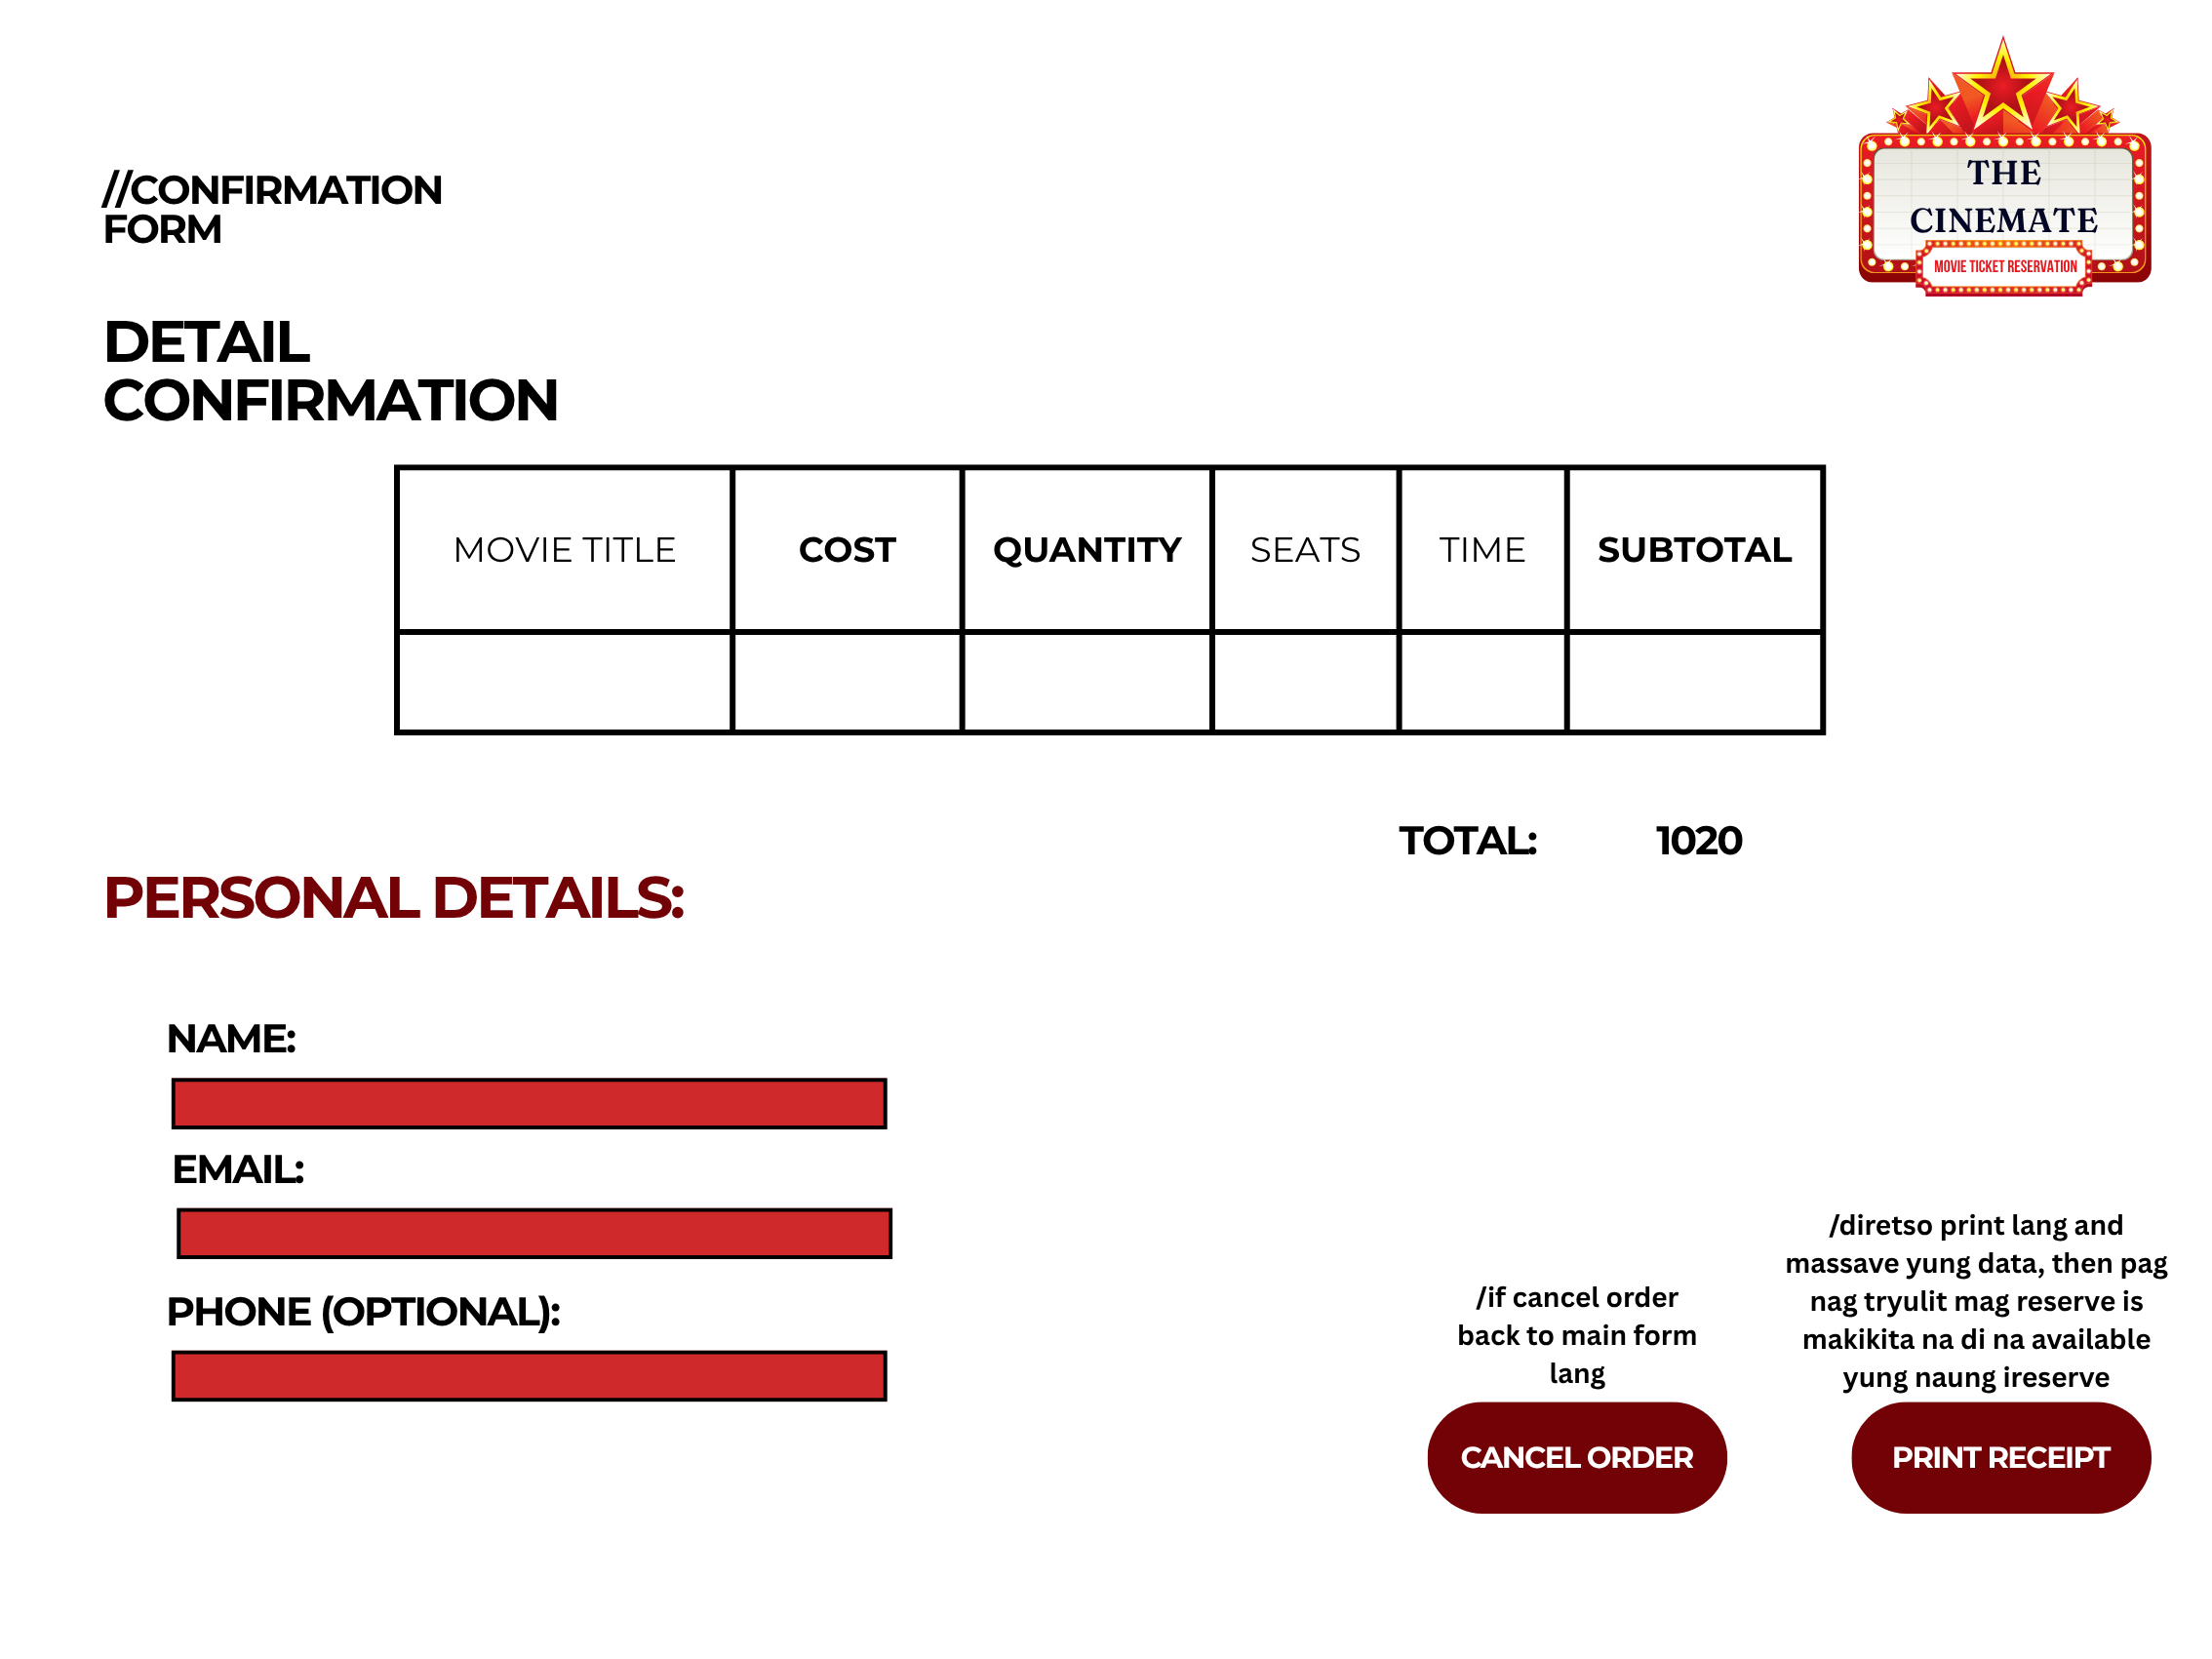 THE
CINEMATE
MOVIE TICKET RESERVATION
//CONFIRMATION
FORM
DETAIL
CONFIRMATION
MOVIE TITLE COST QUANTITY SEATS TIME SUBTOTAL
TOTAL: 1020
PERSONAL DETAILS:
NAME:
EMAIL:
PHONE (OPTIONAL):
/if cancel order
back to main form
lang
CANCEL ORDER
/diretso print lang and
massave yung data, then pag
nag tryulit mag reserve is
makikita na di na available
yung naung ireserve
PRINT RECEIPT